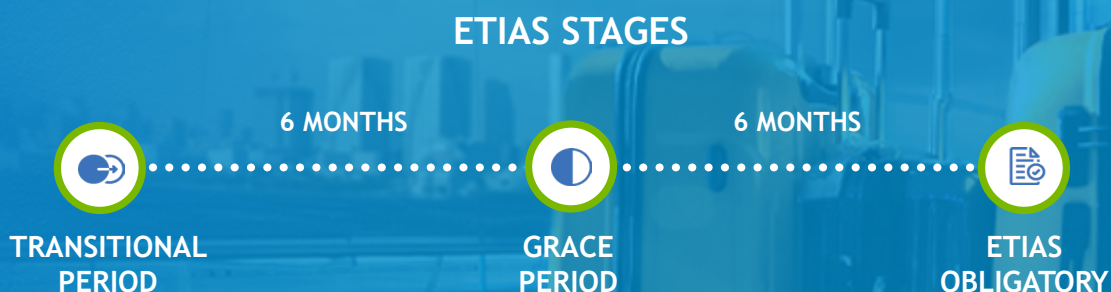 ETIAS STAGES
6 MONTHS
6 MONTHS
TRANSITIONAL
PERIOD
GRACE
PERIOD
ETIAS
OBLIGATORY